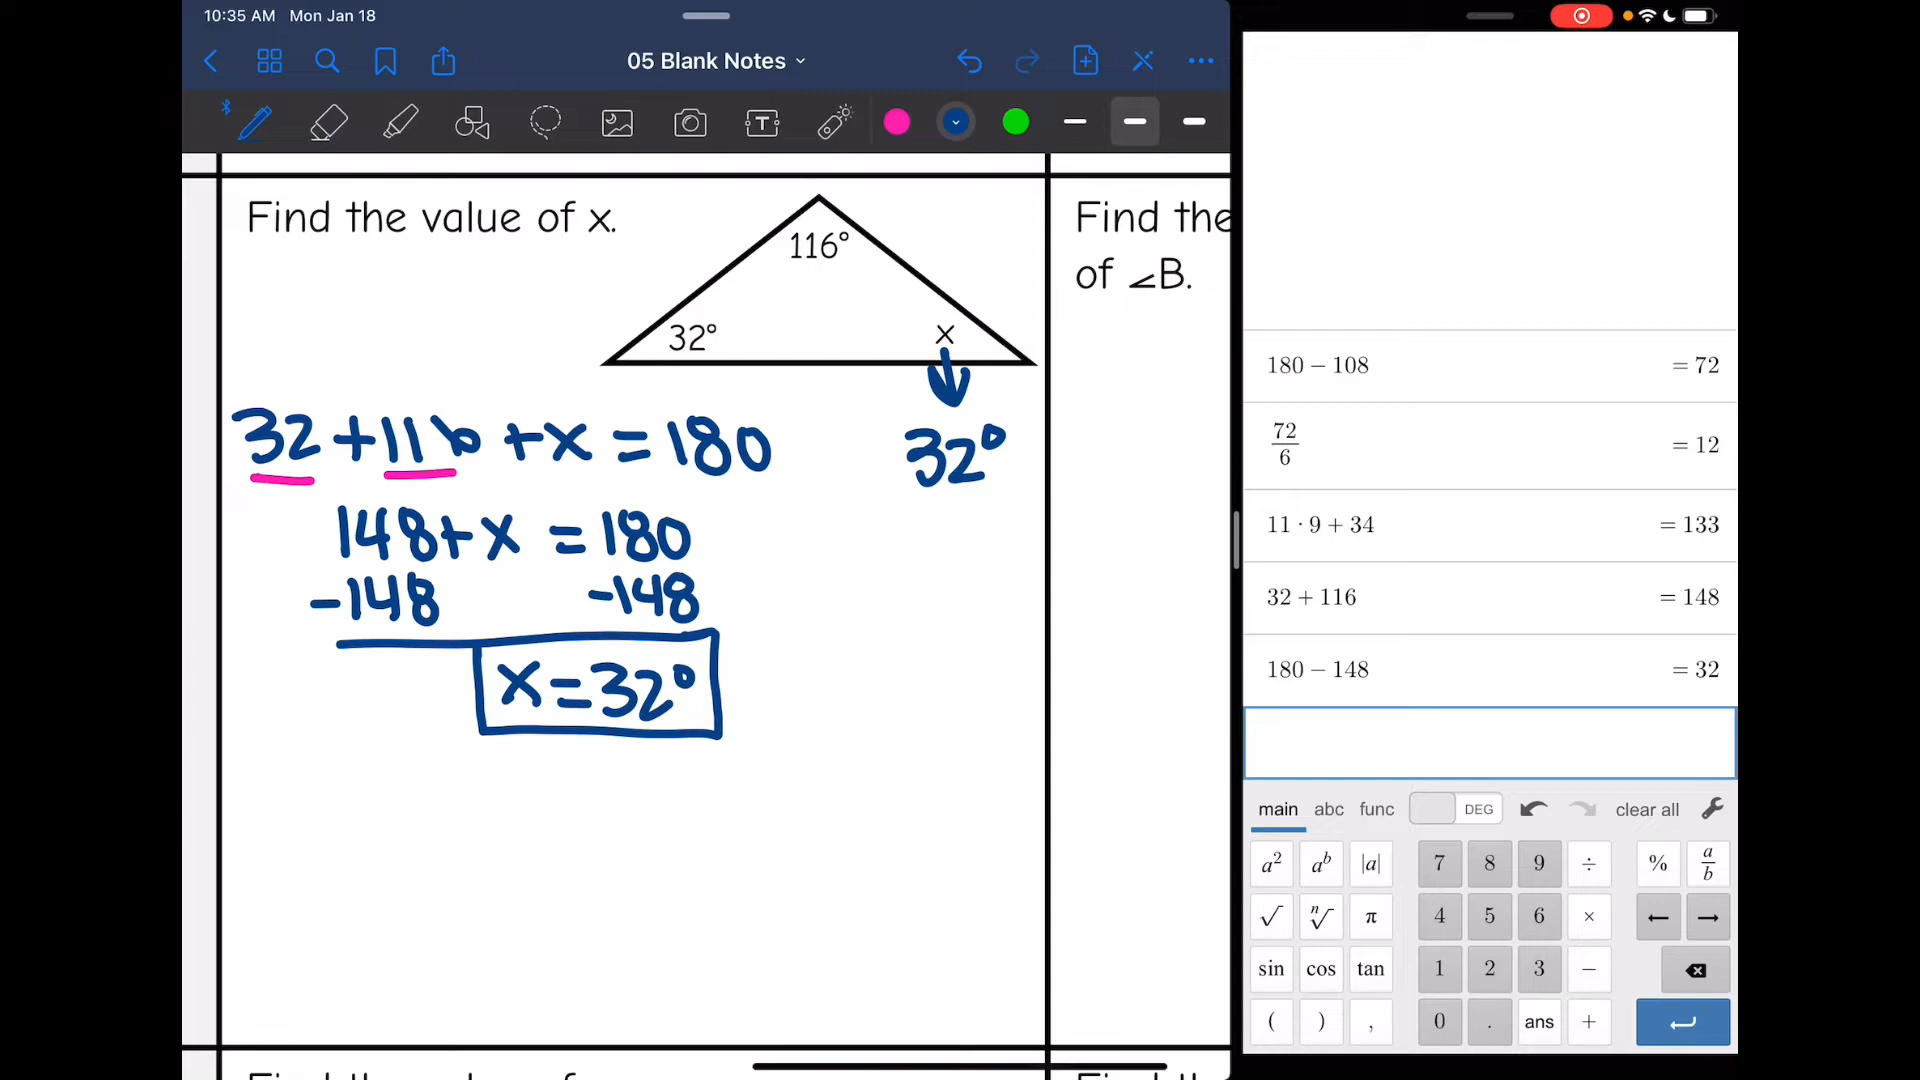 10:35 AM Mon Jan 18
05 Blank Notes
Find the value of x.
116°
32°
x
32 + 116 + x = 180
32°
148 + x = 180
-148 -148
x = 32°
Find the
of ∠B.
180 − 108 = 72
72/6 = 12
11 · 9 + 34 = 133
32 + 116 = 148
180 − 148 = 32
main abc func DEG clear all
a² aᵇ |a| 7 8 9 ÷ % a/b
√ ⁿ√ π 4 5 6 × ← →
sin cos tan 1 2 3 −
( ) , 0 . ans +